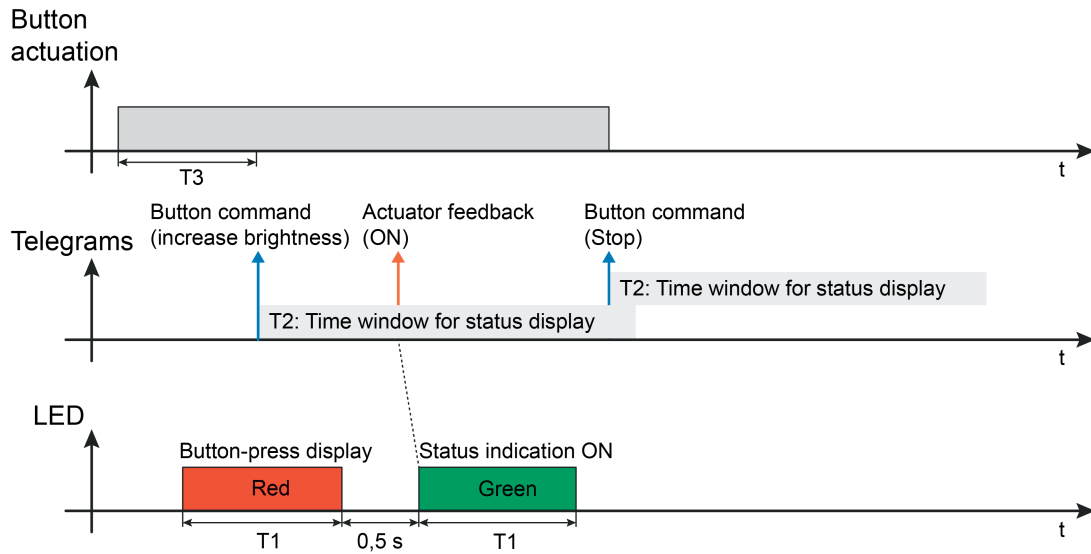 Button
actuation
t
T3
Button command
(increase brightness)
Actuator feedback
(ON)
Button command
(Stop)
Telegrams
T2: Time window for status display
T2: Time window for status display
t
LED
Button-press display
Status indication ON
Red
Green
t
T1
0,5 s
T1